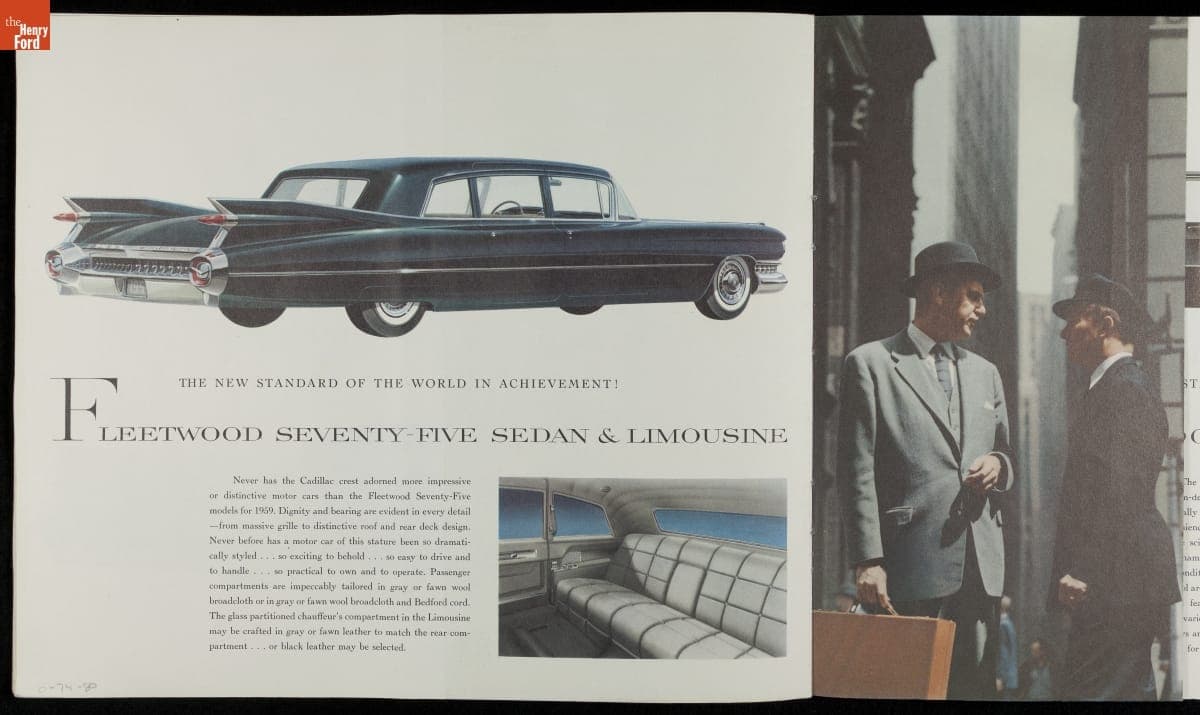 the
Henry
Ford
THE NEW STANDARD OF THE WORLD IN ACHIEVEMENT!
FLEETWOOD SEVENTY-FIVE SEDAN & LIMOUSINE
Never has the Cadillac crest adorned more impressive
or distinctive motor cars than the Fleetwood Seventy-Five
models for 1959. Dignity and bearing are evident in every detail
—from massive grille to distinctive roof and rear deck design.
Never before has a motor car of this stature been so dramati-
cally styled . . . so exciting to behold . . . so easy to drive and
to handle . . . so practical to own and to operate. Passenger
compartments are impeccably tailored in gray or fawn wool
broadcloth or in gray or fawn wool broadcloth and Bedford cord.
The glass partitioned chauffeur's compartment in the Limousine
may be crafted in gray or fawn leather to match the rear com-
partment . . . or black leather may be selected.
The
for